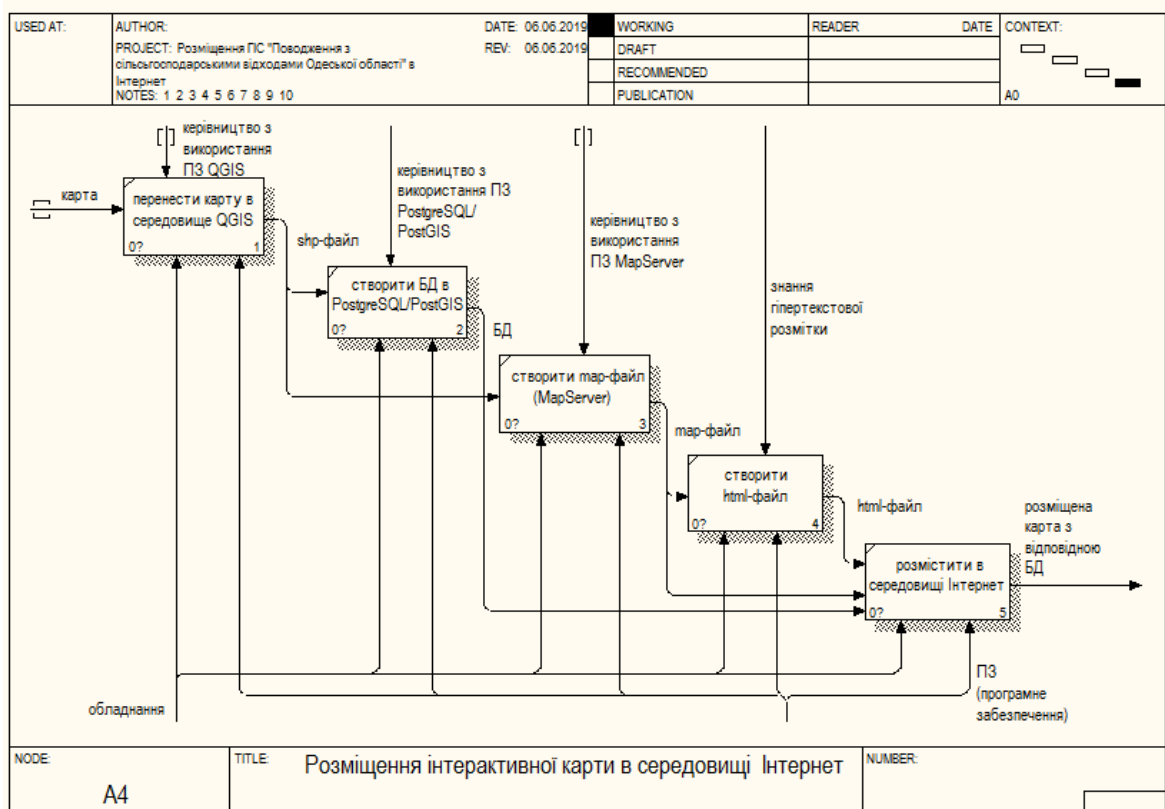 USED AT:
AUTHOR:
DATE: 06.06.2019
WORKING
READER
DATE
CONTEXT:
PROJECT: Розміщення ГІС "Поводження з
REV: 06.06.2019
DRAFT
сільсьгосподарськими відходами Одеської області" в
RECOMMENDED
Інтернет
NOTES: 1 2 3 4 5 6 7 8 9 10
PUBLICATION
A0
керівництво з
використання
ПЗ QGIS
карта
перенести карту в
середовище QGIS
0?
1
shp-файл
керівництво з
використання ПЗ
PostgreSQL/
PostGIS
створити БД в
PostgreSQL/PostGIS
0?
2
БД
керівництво з
використання
ПЗ MapServer
створити map-файл
(MapServer)
0?
3
map-файл
знання
гіпертекстової
розмітки
створити
html-файл
0?
4
html-файл
розмістити в
середовищі Інтернет
0?
5
розміщена
карта з
відповідною
БД
обладнання
ПЗ
(програмне
забезпечення)
NODE:
A4
TITLE:
Розміщення інтерактивної карти в середовищі Інтернет
NUMBER: